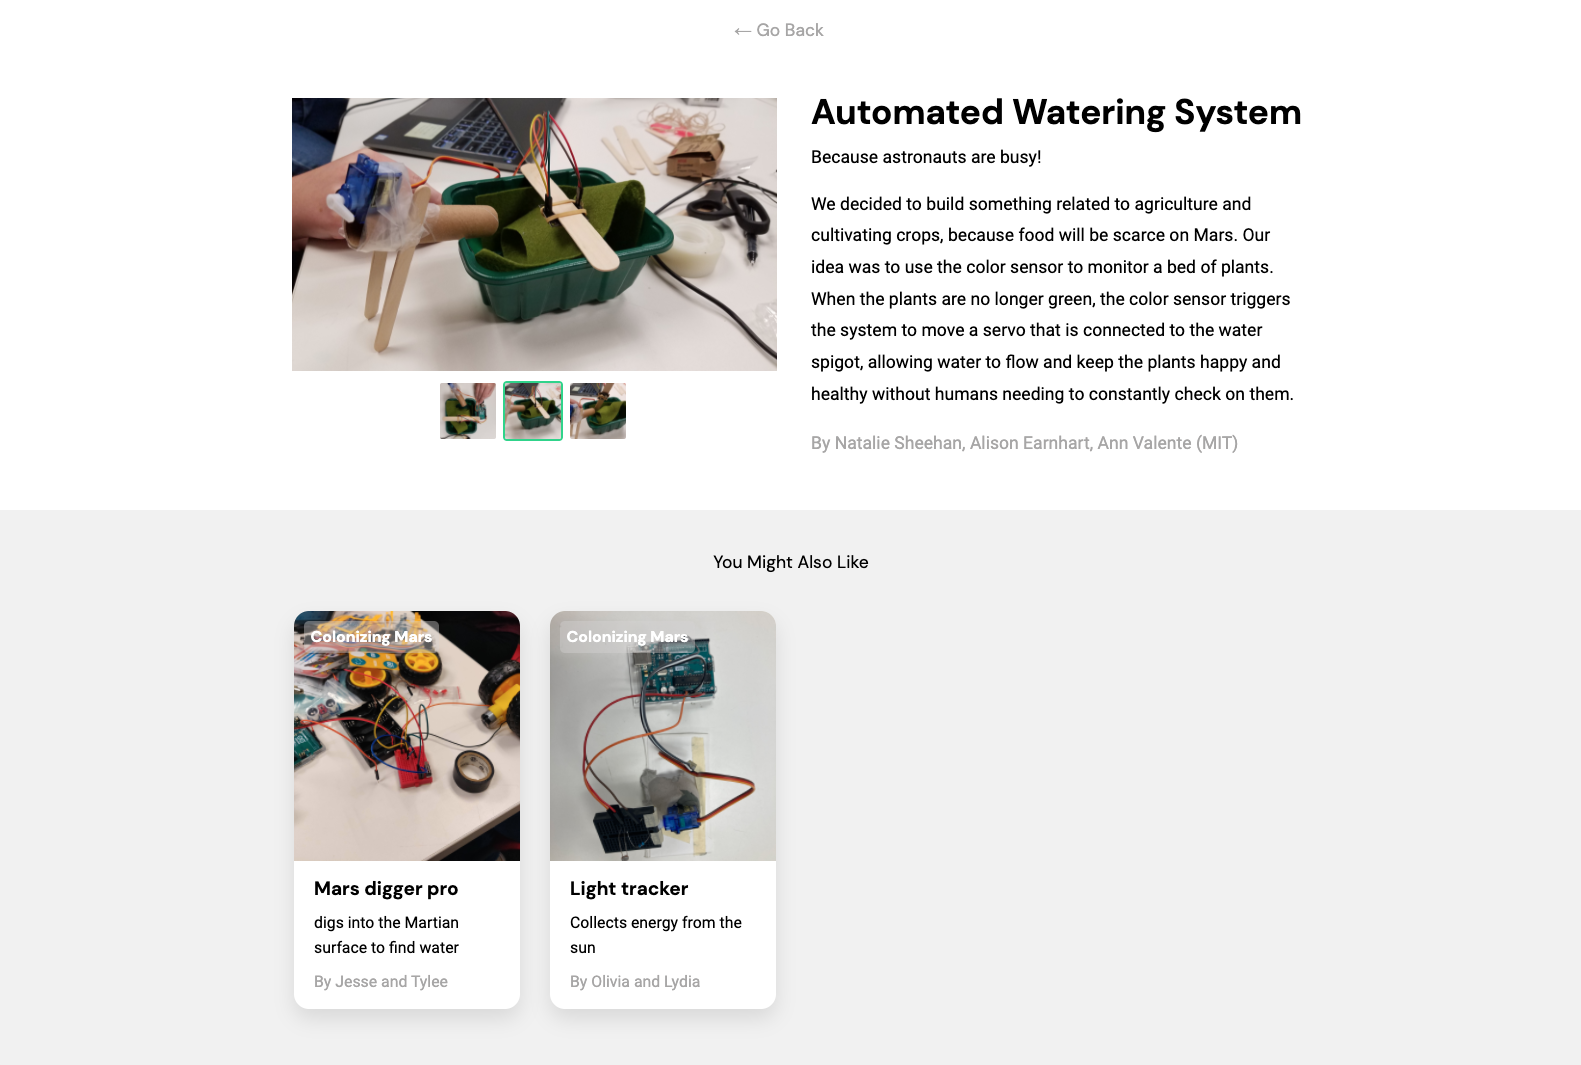 ← Go Back
Automated Watering System
Because astronauts are busy!
We decided to build something related to agriculture and
cultivating crops, because food will be scarce on Mars. Our
idea was to use the color sensor to monitor a bed of plants.
When the plants are no longer green, the color sensor triggers
the system to move a servo that is connected to the water
spigot, allowing water to flow and keep the plants happy and
healthy without humans needing to constantly check on them.
By Natalie Sheehan, Alison Earnhart, Ann Valente (MIT)
You Might Also Like
Colonizing Mars
Mars digger pro
digs into the Martian
surface to find water
By Jesse and Tylee
Colonizing Mars
Light tracker
Collects energy from the
sun
By Olivia and Lydia